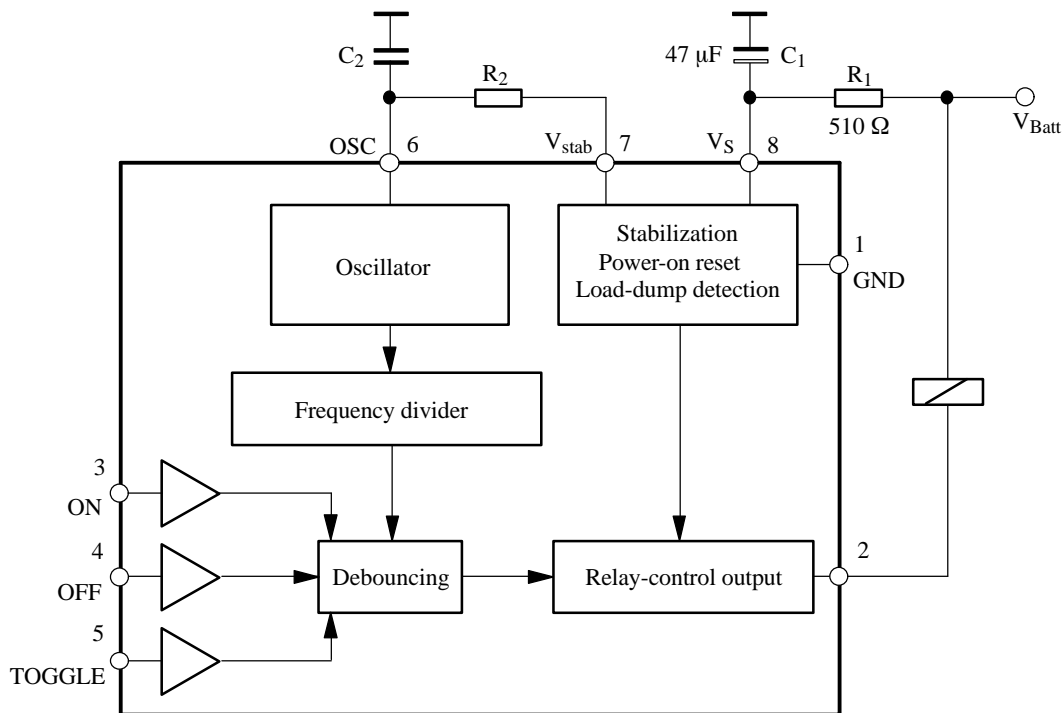 C2
R2
47 μF
C1
R1
510 Ω
VBatt
OSC
6
Vstab
7
VS
8
Oscillator
Stabilization
Power-on reset
Load-dump detection
1
GND
Frequency divider
3
ON
4
OFF
5
TOGGLE
Debouncing
Relay-control output
2